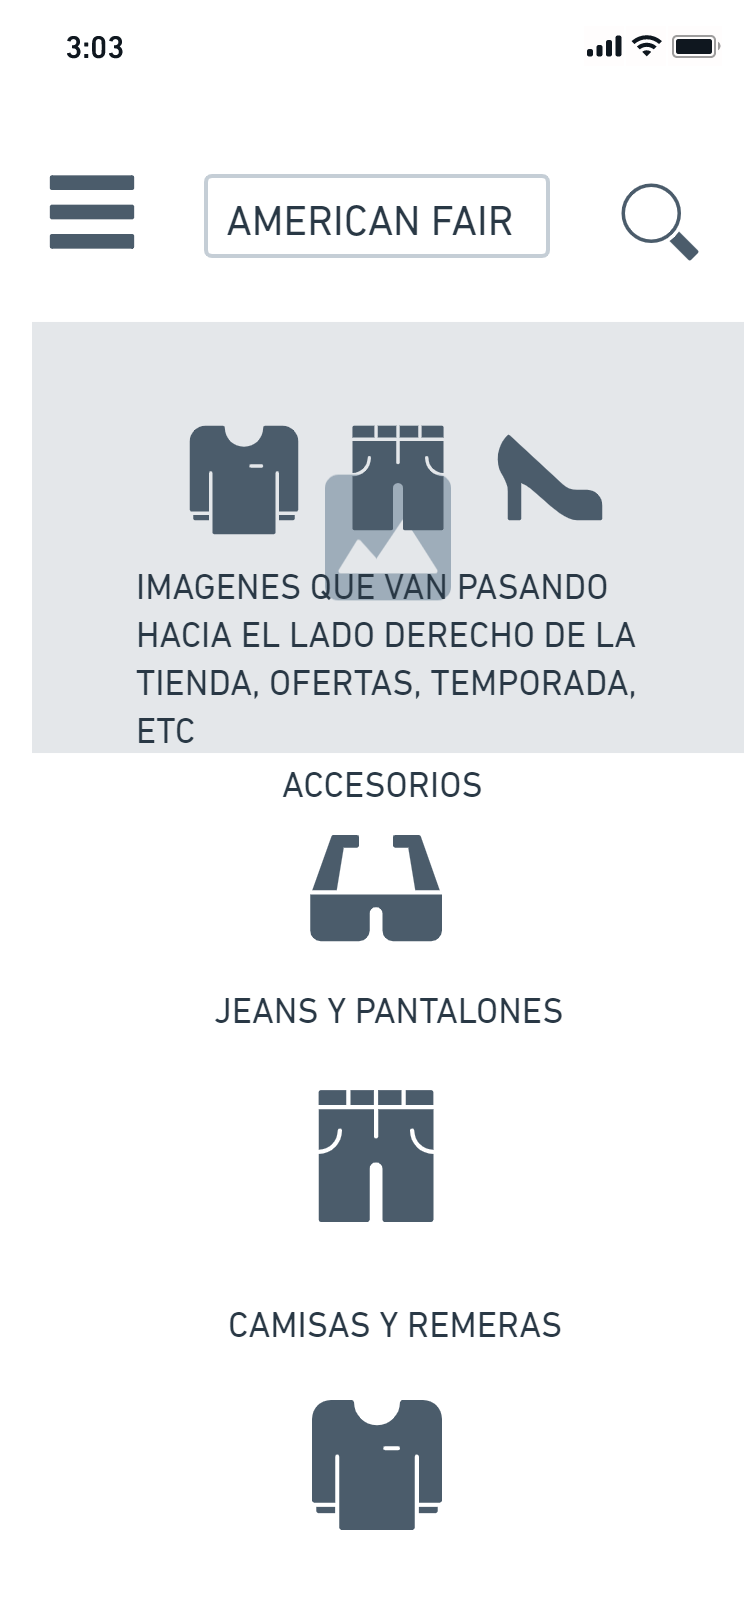 3:03
AMERICAN FAIR
IMAGENES QUE VAN PASANDO
HACIA EL LADO DERECHO DE LA
TIENDA, OFERTAS, TEMPORADA,
ETC
ACCESORIOS
JEANS Y PANTALONES
CAMISAS Y REMERAS